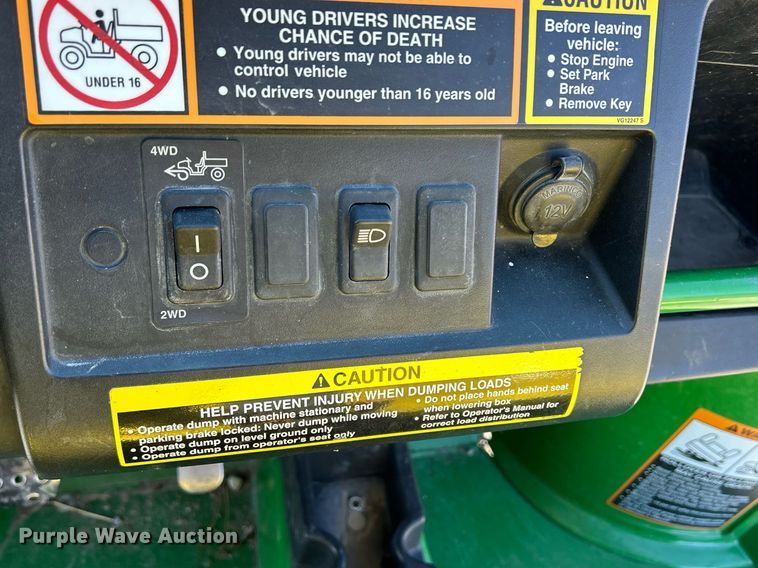 UNDER 16
YOUNG DRIVERS INCREASE
CHANCE OF DEATH
• Young drivers may not be able to
control vehicle
• No drivers younger than 16 years old
CAUTION
Before leaving
vehicle:
• Stop Engine
• Set Park
Brake
• Remove Key
VG12247 S
4WD
I
O
2WD
12V
CAUTION
HELP PREVENT INJURY WHEN DUMPING LOADS
• Operate dump with machine stationary and
parking brake locked: Never dump while moving
• Operate dump on level ground only
• Operate dump from operator's seat only
• Do not place hands behind seat
when lowering box
• Refer to Operator's Manual for
correct load distribution
Purple Wave Auction